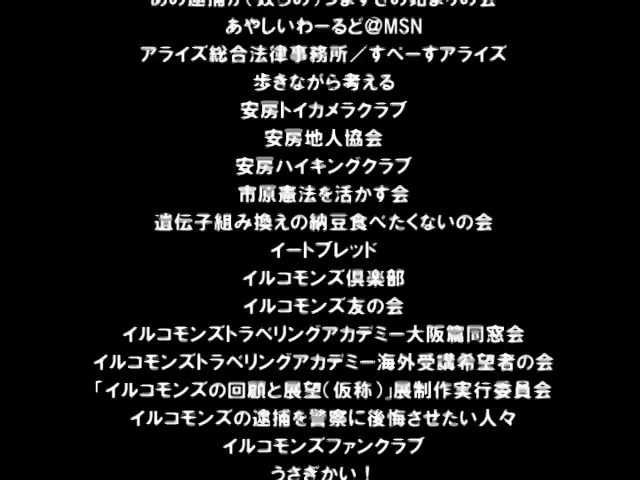 あやしいわーるど＠MSN
アライズ総合法律事務所／すぺーすアライズ
歩きながら考える
安房トイカメラクラブ
安房地人協会
安房ハイキングクラブ
市原憲法を活かす会
遺伝子組み換えの納豆食べたくないの会
イートブレッド
イルコモンズ倶楽部
イルコモンズ友の会
イルコモンズトラベリングアカデミー大阪篇同窓会
イルコモンズトラベリングアカデミー海外受講希望者の会
「イルコモンズの回顧と展望（仮称）」展制作実行委員会
イルコモンズの逮捕を警察に後悔させたい人々
イルコモンズファンクラブ
うさぎかい！